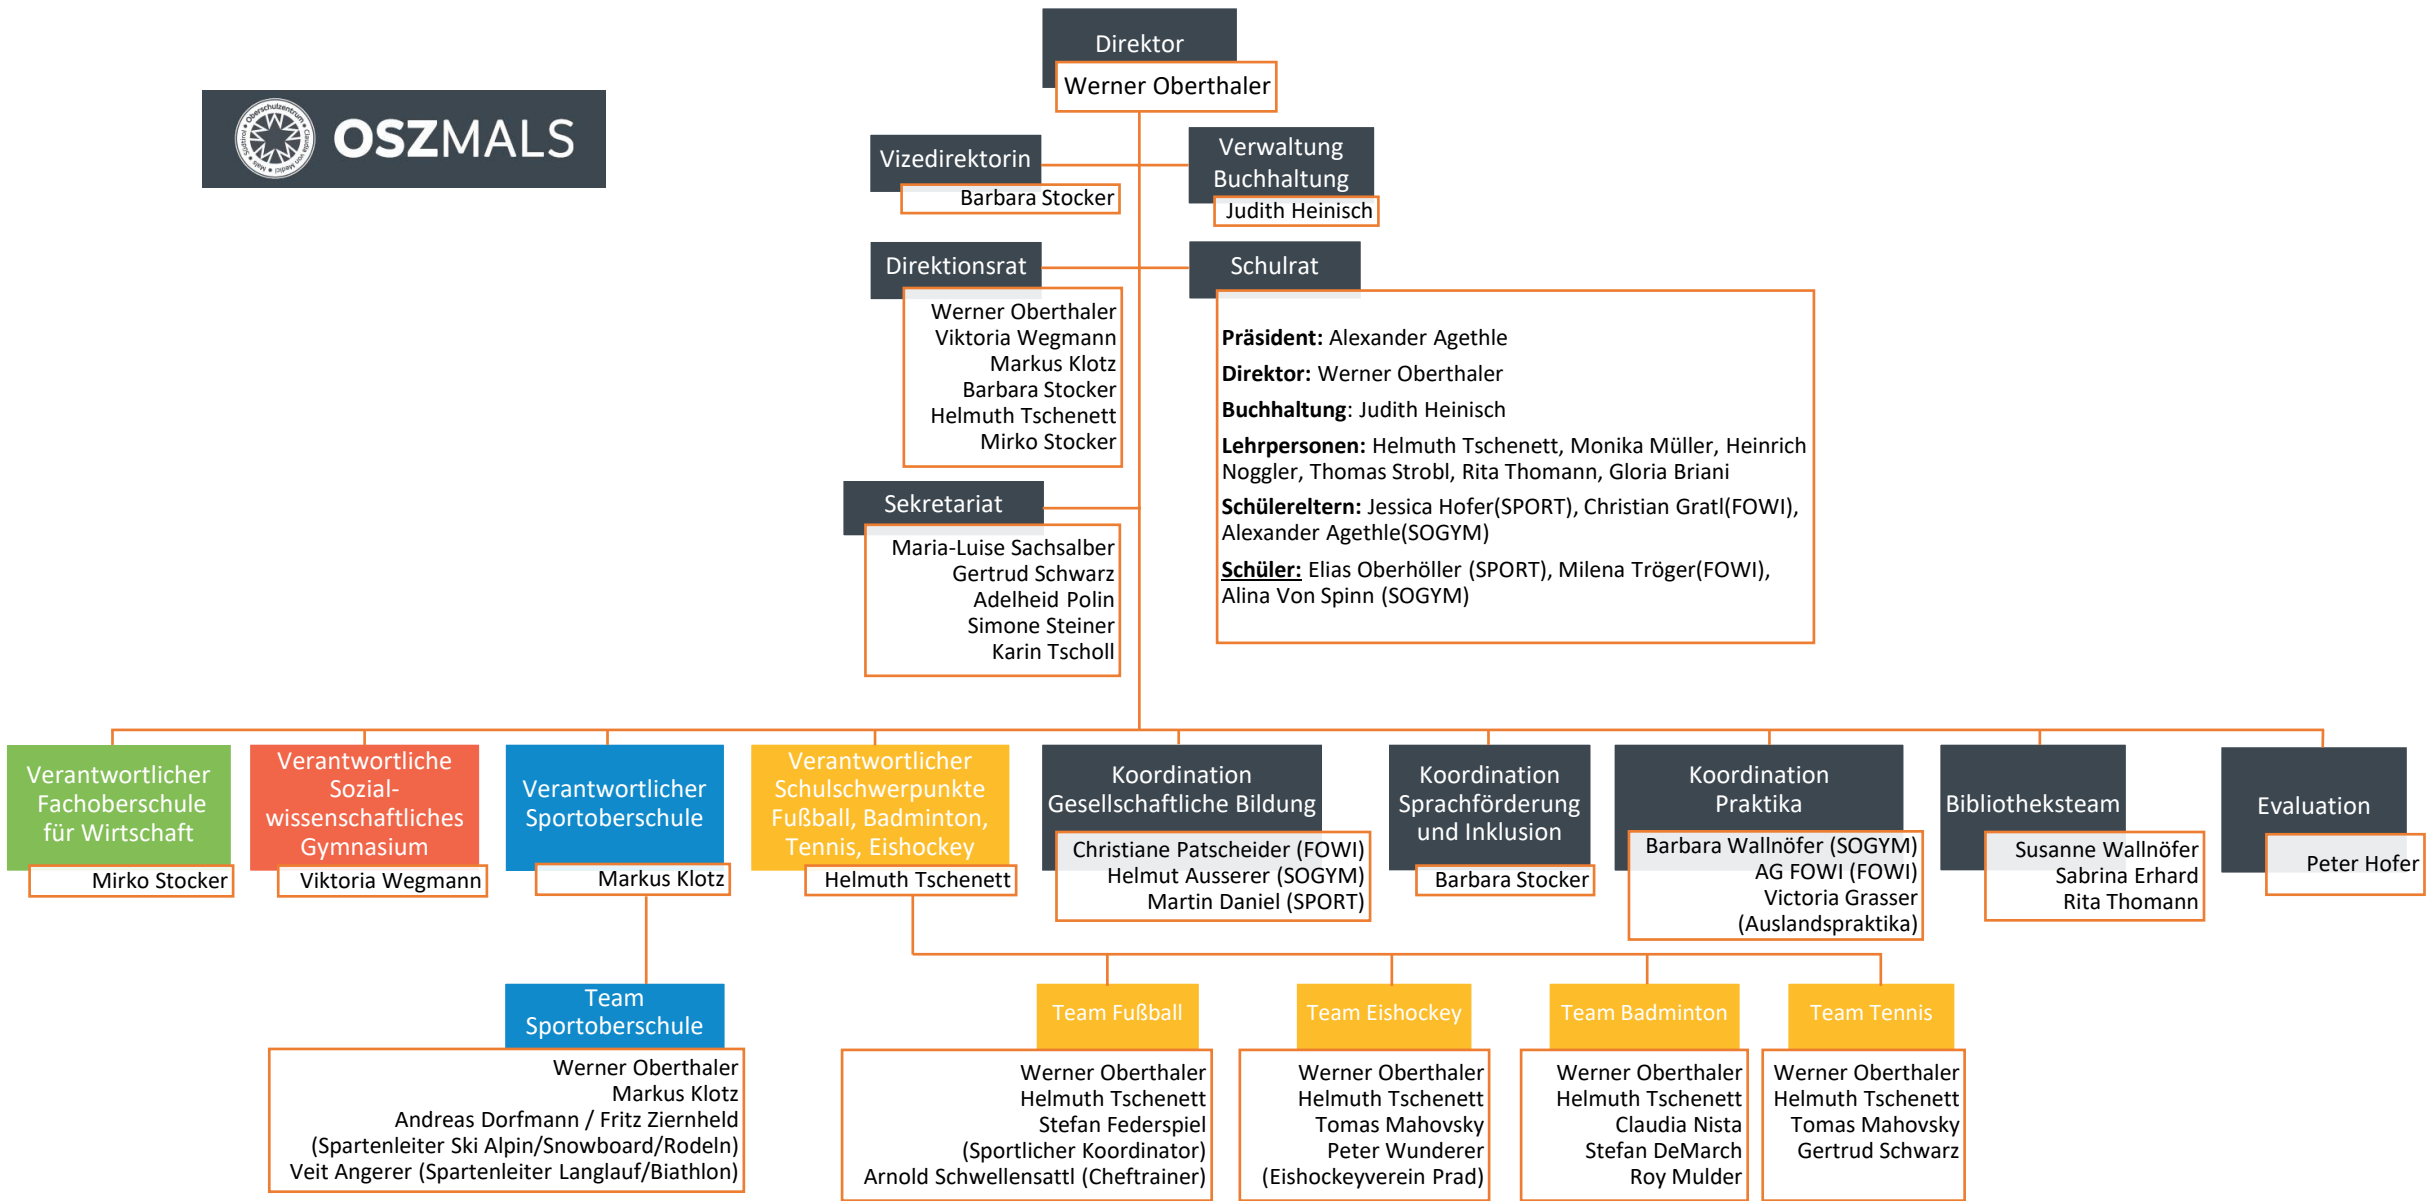 Direktor
Werner Oberthaler
Oberschulzentrum • Claudia von Medici • Mals • Südtirol •
OSZMALS
Vizedirektorin
Barbara Stocker
Verwaltung
Buchhaltung
Judith Heinisch
Direktionsrat
Werner Oberthaler
Viktoria Wegmann
Markus Klotz
Barbara Stocker
Helmuth Tschenett
Mirko Stocker
Schulrat
Präsident: Alexander Agethle
Direktor: Werner Oberthaler
Buchhaltung: Judith Heinisch
Lehrpersonen: Helmuth Tschenett, Monika Müller, Heinrich
Noggler, Thomas Strobl, Rita Thomann, Gloria Briani
Schülereltern: Jessica Hofer(SPORT), Christian Gratl(FOWI),
Alexander Agethle(SOGYM)
Schüler: Elias Oberhöller (SPORT), Milena Tröger(FOWI),
Alina Von Spinn (SOGYM)
Sekretariat
Maria-Luise Sachsalber
Gertrud Schwarz
Adelheid Polin
Simone Steiner
Karin Tscholl
Verantwortlicher
Fachoberschule
für Wirtschaft
Mirko Stocker
Verantwortliche
Sozial-
wissenschaftliches
Gymnasium
Viktoria Wegmann
Verantwortlicher
Sportoberschule
Markus Klotz
Verantwortlicher
Schulschwerpunkte
Fußball, Badminton,
Tennis, Eishockey
Helmuth Tschenett
Koordination
Gesellschaftliche Bildung
Christiane Patscheider (FOWI)
Helmut Ausserer (SOGYM)
Martin Daniel (SPORT)
Koordination
Sprachförderung
und Inklusion
Barbara Stocker
Koordination
Praktika
Barbara Wallnöfer (SOGYM)
AG FOWI (FOWI)
Victoria Grasser
(Auslandspraktika)
Bibliotheksteam
Susanne Wallnöfer
Sabrina Erhard
Rita Thomann
Evaluation
Peter Hofer
Team
Sportoberschule
Werner Oberthaler
Markus Klotz
Andreas Dorfmann / Fritz Ziernheld
(Spartenleiter Ski Alpin/Snowboard/Rodeln)
Veit Angerer (Spartenleiter Langlauf/Biathlon)
Team Fußball
Werner Oberthaler
Helmuth Tschenett
Stefan Federspiel
(Sportlicher Koordinator)
Arnold Schwellensattl (Cheftrainer)
Team Eishockey
Werner Oberthaler
Helmuth Tschenett
Tomas Mahovsky
Peter Wunderer
(Eishockeyverein Prad)
Team Badminton
Werner Oberthaler
Helmuth Tschenett
Claudia Nista
Stefan DeMarch
Roy Mulder
Team Tennis
Werner Oberthaler
Helmuth Tschenett
Tomas Mahovsky
Gertrud Schwarz